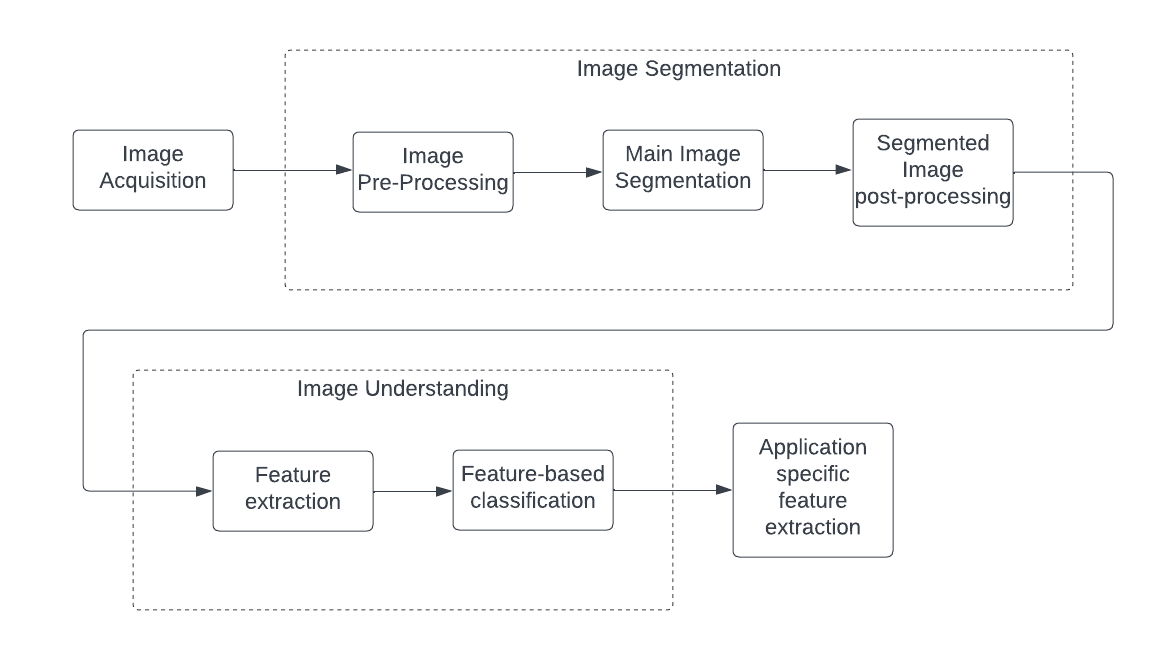 Image Segmentation
Image
Acquisition
Image
Pre-Processing
Main Image
Segmentation
Segmented
Image
post-processing
Image Understanding
Feature
extraction
Feature-based
classification
Application
specific
feature
extraction